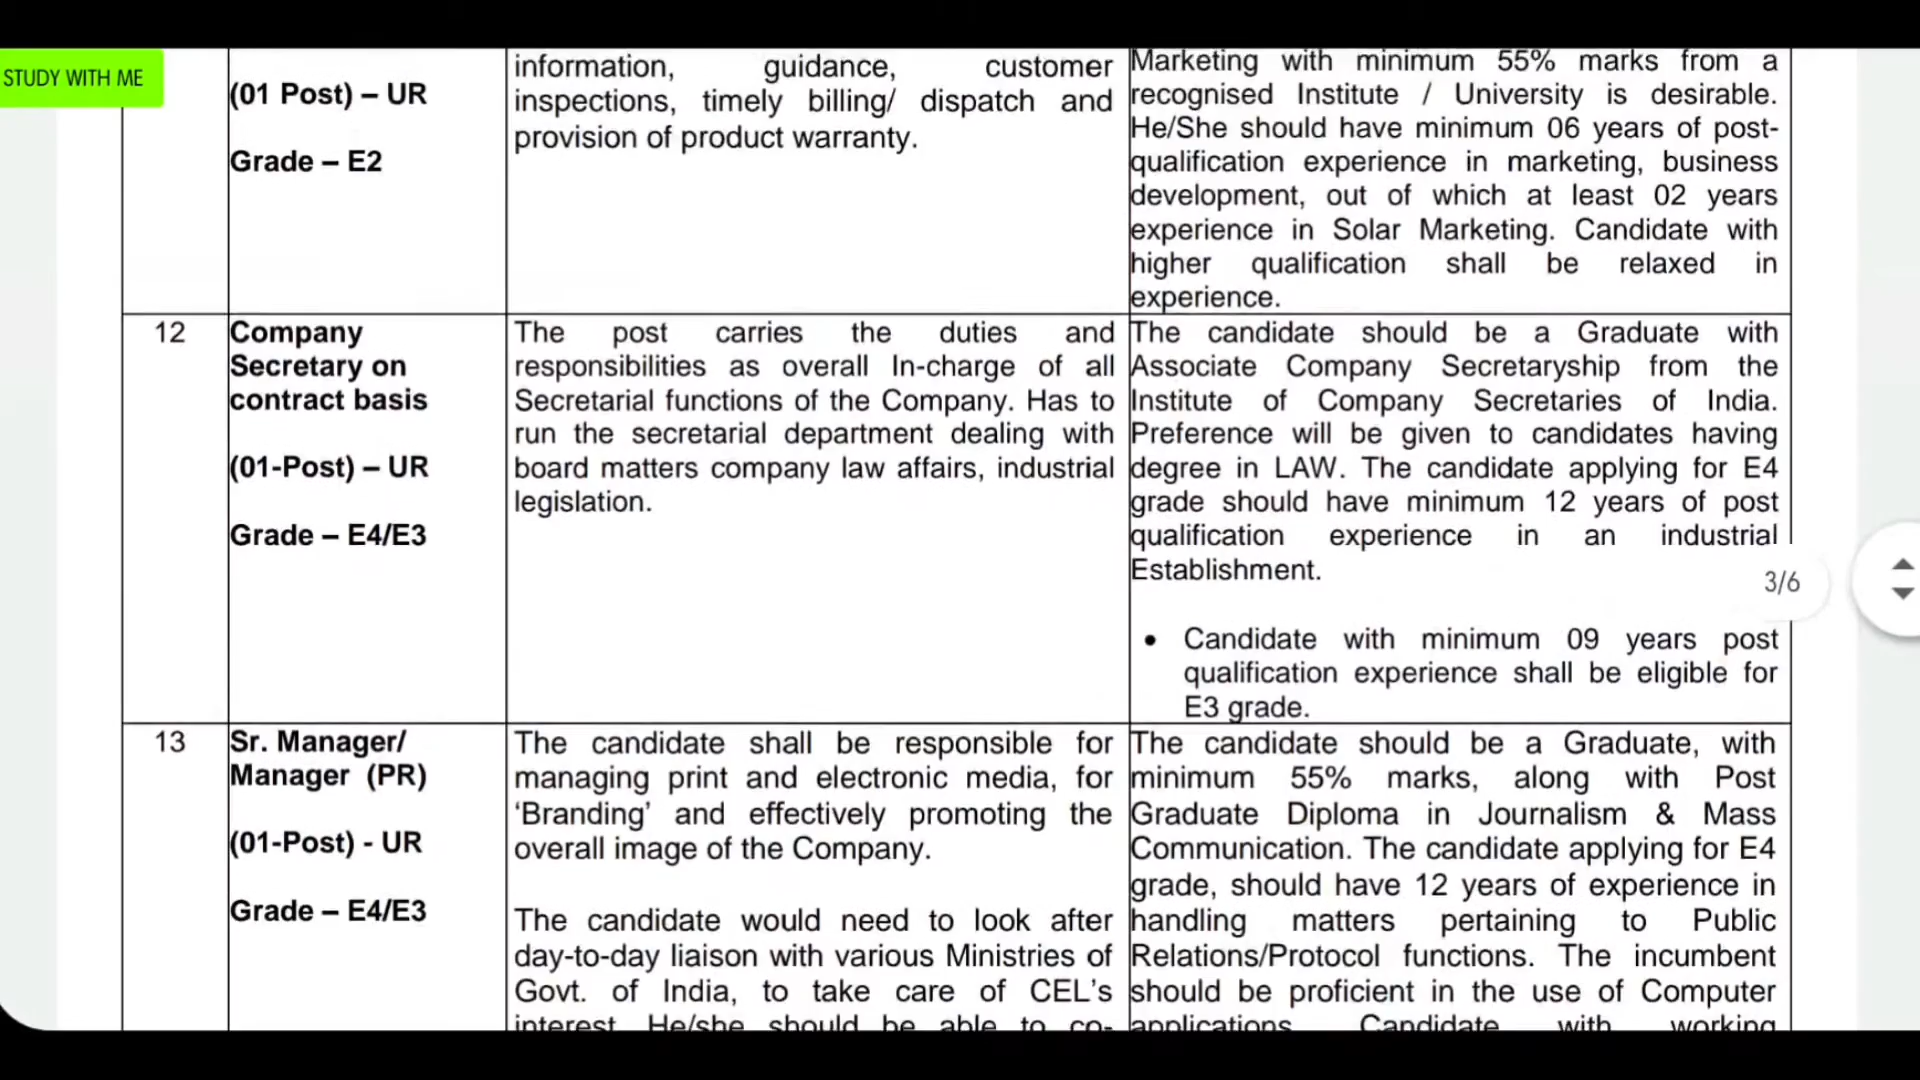 STUDY WITH ME
(01 Post) – UR
Grade – E2
information, guidance, customer
inspections, timely billing/ dispatch and
provision of product warranty.
Marketing with minimum 55% marks from a
recognised Institute / University is desirable.
He/She should have minimum 06 years of post-
qualification experience in marketing, business
development, out of which at least 02 years
experience in Solar Marketing. Candidate with
higher qualification shall be relaxed in
experience.
12
Company
Secretary on
contract basis
(01-Post) – UR
Grade – E4/E3
The post carries the duties and
responsibilities as overall In-charge of all
Secretarial functions of the Company. Has to
run the secretarial department dealing with
board matters company law affairs, industrial
legislation.
The candidate should be a Graduate with
Associate Company Secretaryship from the
Institute of Company Secretaries of India.
Preference will be given to candidates having
degree in LAW. The candidate applying for E4
grade should have minimum 12 years of post
qualification experience in an industrial
Establishment.
• Candidate with minimum 09 years post
qualification experience shall be eligible for
E3 grade.
3/6
13
Sr. Manager/
Manager (PR)
(01-Post) - UR
Grade – E4/E3
The candidate shall be responsible for
managing print and electronic media, for
‘Branding’ and effectively promoting the
overall image of the Company.
The candidate would need to look after
day-to-day liaison with various Ministries of
Govt. of India, to take care of CEL’s
interest. He/she should be able to co-
The candidate should be a Graduate, with
minimum 55% marks, along with Post
Graduate Diploma in Journalism & Mass
Communication. The candidate applying for E4
grade, should have 12 years of experience in
handling matters pertaining to Public
Relations/Protocol functions. The incumbent
should be proficient in the use of Computer
applications. Candidate with working